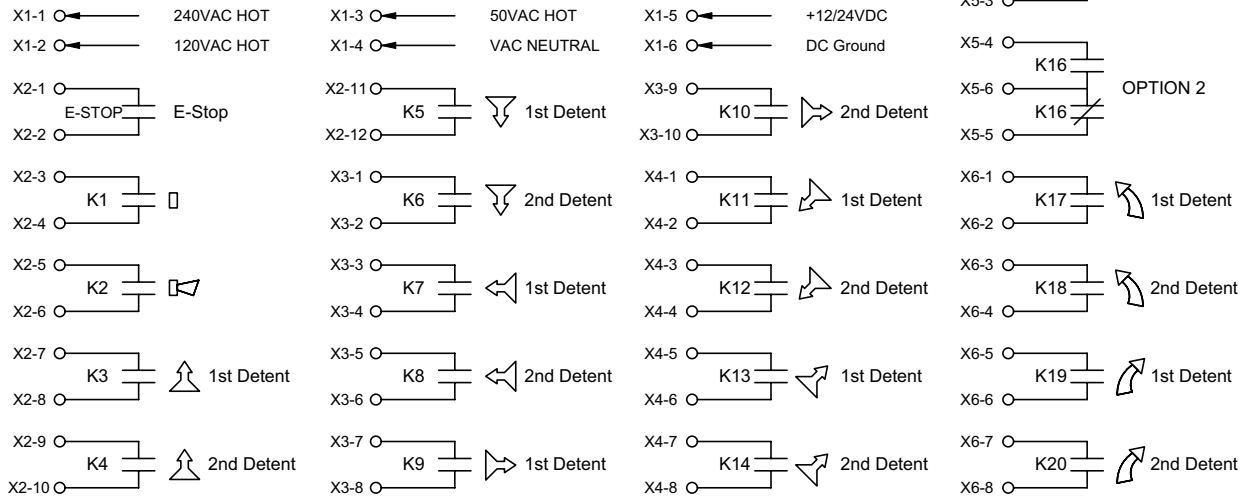 X1-1 240VAC HOT
X1-2 120VAC HOT
X2-1
E-STOP E-Stop
X2-2
X2-3
K1
X2-4
X2-5
K2
X2-6
X2-7
K3 1st Detent
X2-8
X2-9
K4 2nd Detent
X2-10
X1-3 50VAC HOT
X1-4 VAC NEUTRAL
X2-11
K5 1st Detent
X2-12
X3-1
K6 2nd Detent
X3-2
X3-3
K7 1st Detent
X3-4
X3-5
K8 2nd Detent
X3-6
X3-7
K9 1st Detent
X3-8
X1-5 +12/24VDC
X1-6 DC Ground
X3-9
K10 2nd Detent
X3-10
X4-1
K11 1st Detent
X4-2
X4-3
K12 2nd Detent
X4-4
X4-5
K13 1st Detent
X4-6
X4-7
K14 2nd Detent
X4-8
X5-3
X5-4
K16
X5-6 OPTION 2
K16
X5-5
X6-1
K17 1st Detent
X6-2
X6-3
K18 2nd Detent
X6-4
X6-5
K19 1st Detent
X6-6
X6-7
K20 2nd Detent
X6-8